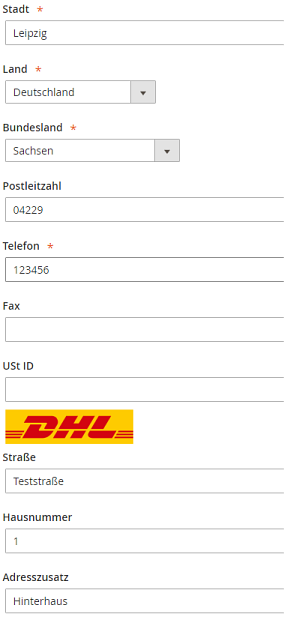 Stadt *
Leipzig
Land *
Deutschland
Bundesland *
Sachsen
Postleitzahl
04229
Telefon *
123456
Fax
USt ID
DHL
Straße
Teststraße
Hausnummer
1
Adresszusatz
Hinterhaus